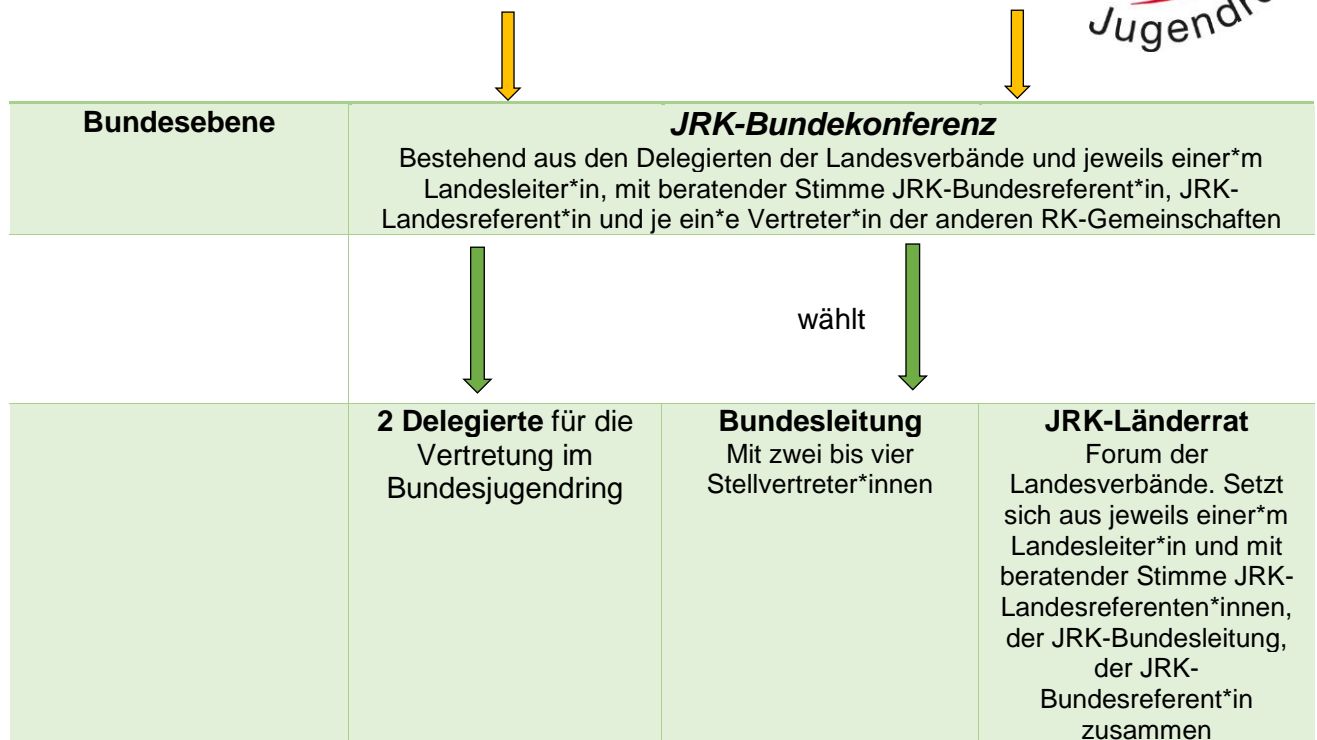 Jugendro
Bundesebene
JRK-Bundekonferenz
Bestehend aus den Delegierten der Landesverbände und jeweils einer*m
Landesleiter*in, mit beratender Stimme JRK-Bundesreferent*in, JRK-
Landesreferent*in und je ein*e Vertreter*in der anderen RK-Gemeinschaften
wählt
2 Delegierte für die
Vertretung im
Bundesjugendring
Bundesleitung
Mit zwei bis vier
Stellvertreter*innen
JRK-Länderrat
Forum der
Landesverbände. Setzt
sich aus jeweils einer*m
Landesleiter*in und mit
beratender Stimme JRK-
Landesreferenten*innen,
der JRK-Bundesleitung,
der JRK-
Bundesreferent*in
zusammen